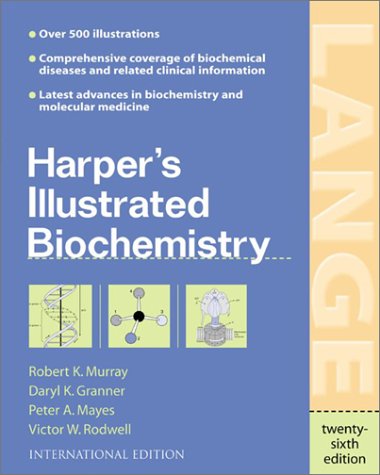 Over 500 illustrations
Comprehensive coverage of biochemical
diseases and related clinical information
Latest advances in biochemistry and
molecular medicine
LANGE
Harper's
Illustrated
Biochemistry
Robert K. Murray
Daryl K. Granner
Peter A. Mayes
Victor W. Rodwell
INTERNATIONAL EDITION
twenty-
sixth
edition